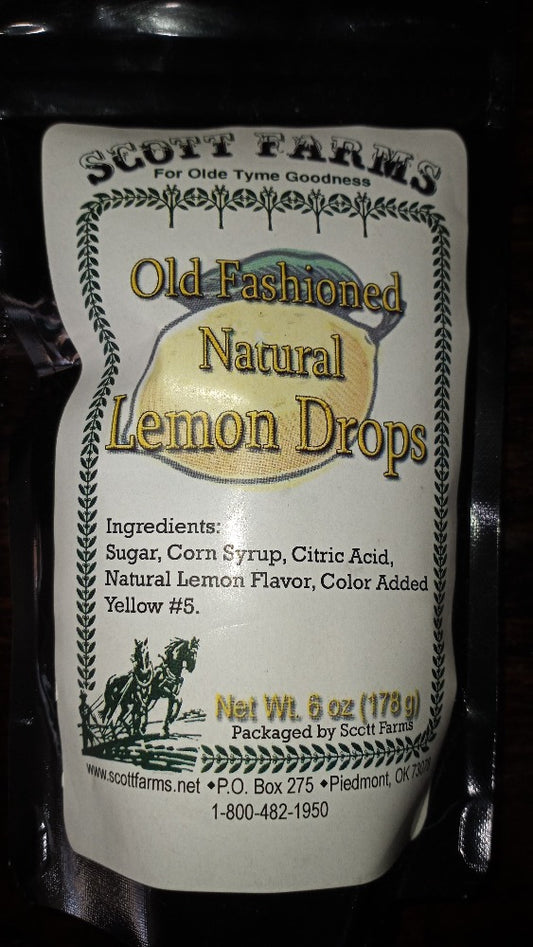 SCOTT FARMS
For Olde Tyme Goodness
Old Fashioned
Natural
Lemon Drops
Ingredients:
Sugar, Corn Syrup, Citric Acid,
Natural Lemon Flavor, Color Added
Yellow #5.
Net Wt. 6 oz (178 g)
Packaged by Scott Farms
www.scottfarms.net ◆P.O. Box 275 ◆Piedmont, OK
1-800-482-1950